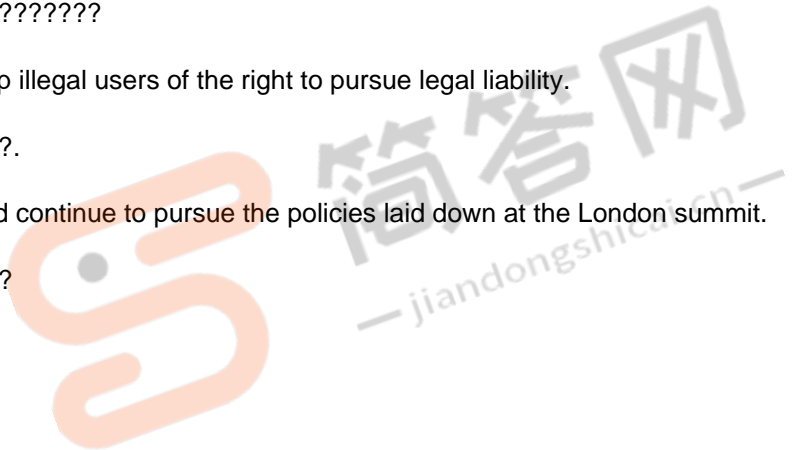 ???????
p illegal users of the right to pursue legal liability.
?.
d continue to pursue the policies laid down at the London summit.
?
简答网
jiandongshicai.cn